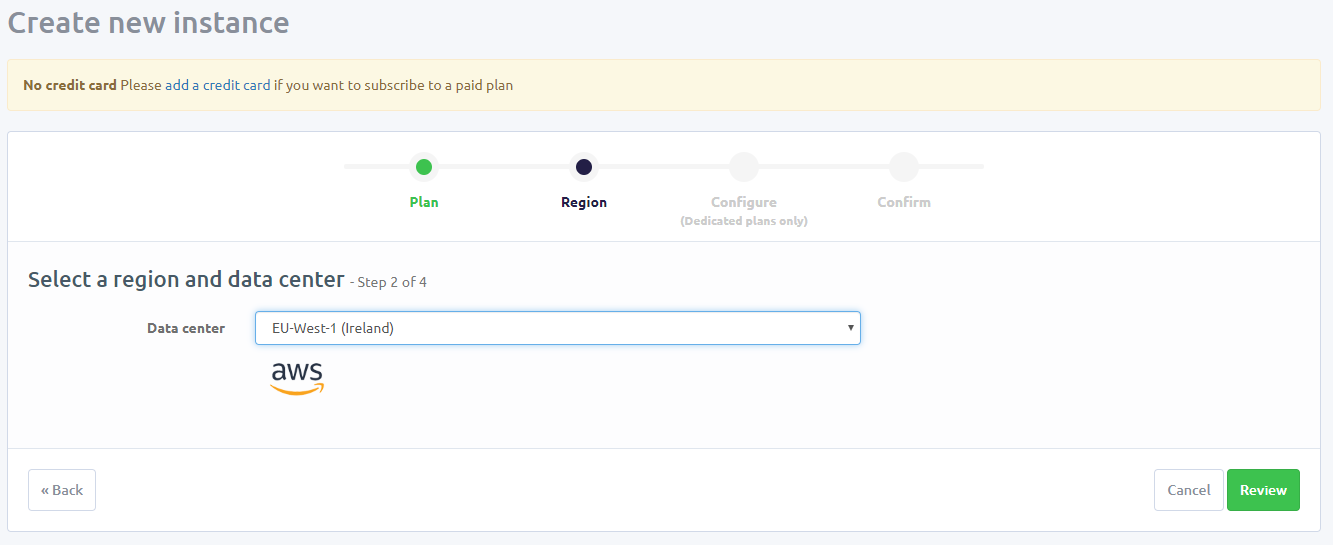 Create new instance
No credit card Please add a credit card if you want to subscribe to a paid plan
Plan
Region
Configure
(Dedicated plans only)
Confirm
Select a region and data center - Step 2 of 4
Data center
EU-West-1 (Ireland)
aws
« Back
Cancel
Review